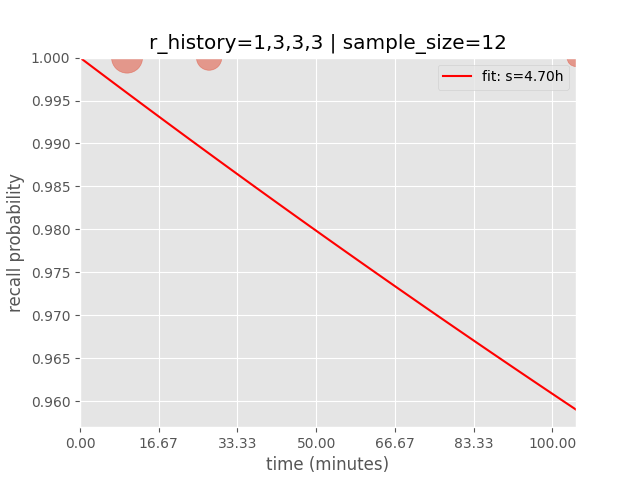 r_history=1,3,3,3 | sample_size=12
1.000
0.995
0.990
0.985
0.980
0.975
0.970
0.965
0.960
recall probability
fit: s=4.70h
0.00 16.67 33.33 50.00 66.67 83.33 100.00
time (minutes)